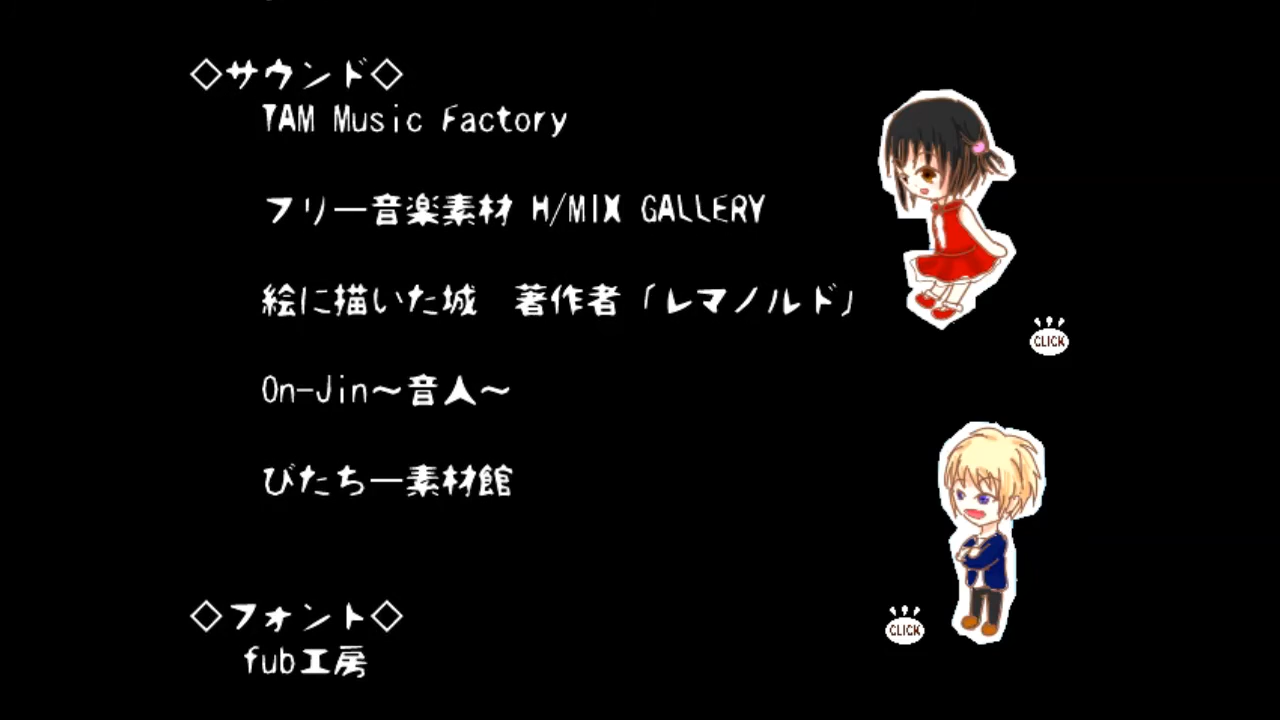 ◇サウンド◇
TAM Music Factory
フリー音楽素材 H/MIX GALLERY
絵に描いた城　著作者「レマノルド」
On-Jin～音人～
CLICK
びたちー素材館
◇フォント◇
CLICK
fub工房